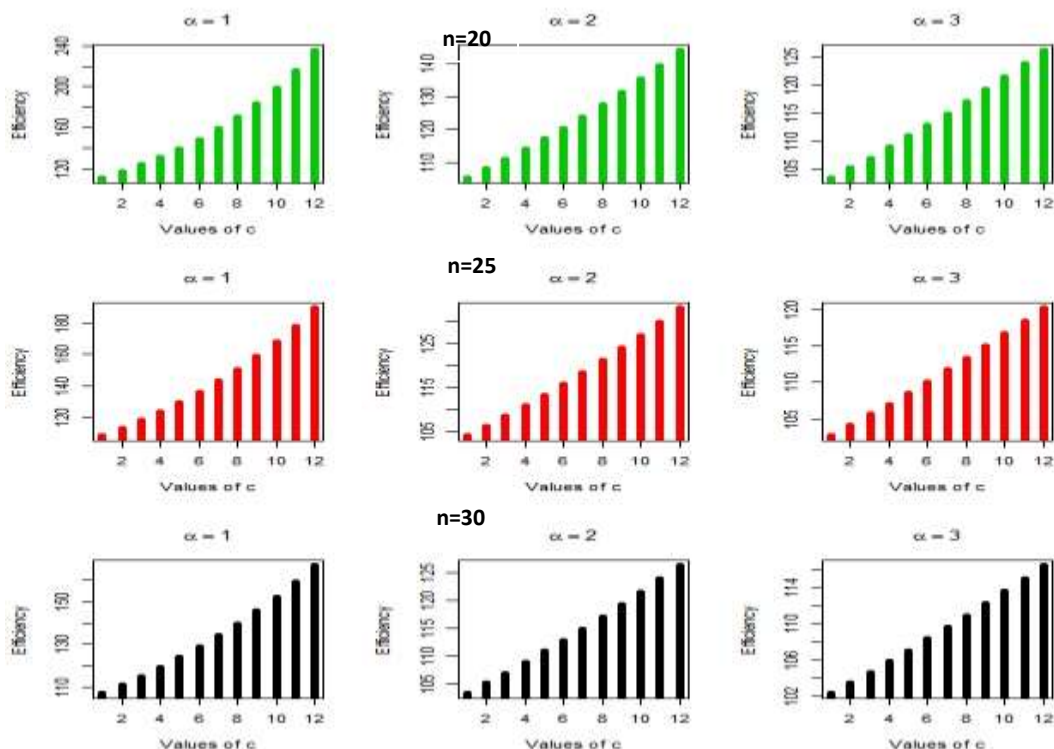 α = 1
α = 2
α = 3
n=20
Efficiency
120 160 200 240
2 4 6 8 10 12
Values of c
Efficiency
110 120 130 140
2 4 6 8 10 12
Values of c
Efficiency
105 110 115 120 125
2 4 6 8 10 12
Values of c
n=25
α = 1
α = 2
α = 3
Efficiency
120 140 160 180
2 4 6 8 10 12
Values of c
Efficiency
105 115 125
2 4 6 8 10 12
Values of c
Efficiency
105 110 115 120
2 4 6 8 10 12
Values of c
n=30
α = 1
α = 2
α = 3
Efficiency
110 130 150
2 4 6 8 10 12
Values of c
Efficiency
105 110 115 120 125
2 4 6 8 10 12
Values of c
Efficiency
102 106 110 114
2 4 6 8 10 12
Values of c